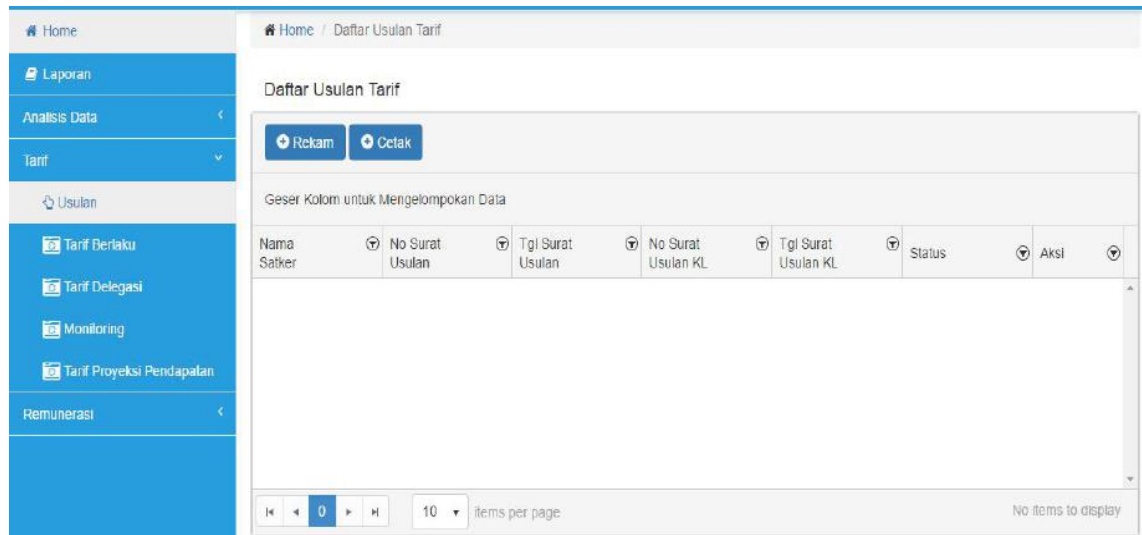 Home
Laporan
Analisis Data
Tarif
Usulan
Tarif Berlaku
Tarif Delegasi
Monitoring
Tarif Proyeksi Pendapatan
Remunerasi
Home / Daftar Usulan Tarif
Daftar Usulan Tarif
Rekam Cetak
Geser Kolom untuk Mengelompokan Data
Nama No Surat Tgl Surat No Surat Tgl Surat Status Aksi
Satker Usulan Usulan Usulan KL Usulan KL
0 10 items per page No items to display